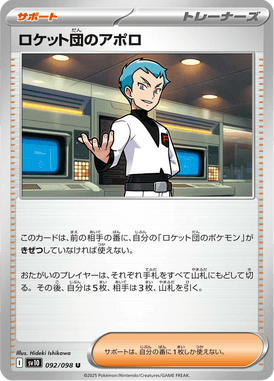 サポート
トレーナーズ
ロケット団のアポロ
だん
このカードは、前の相手の番に、自分の「ロケット団のポケモン」が
きぜつしていなければ使えない。
おたがいのプレイヤーは、それぞれ手札をすべて山札にもどして切
る。その後、自分は5枚、相手は3枚、山札を引く。
Illus. Hideki Ishikawa
サポートは、自分の番に1枚しか使えない。
SV10 092/098 U
©2025 Pokémon/Nintendo/Creatures/GAME FREAK.